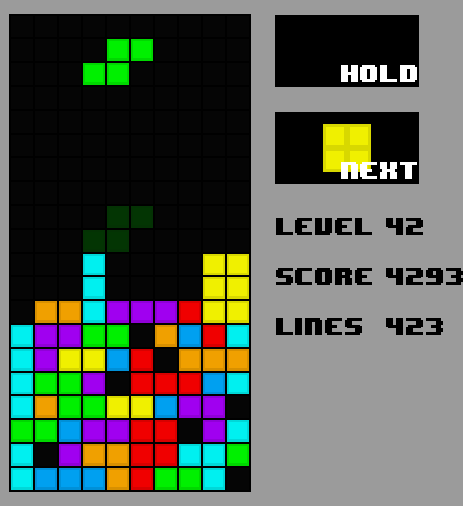 HOLD
NEXT
LEVEL 42
SCORE 4293
LINES 423